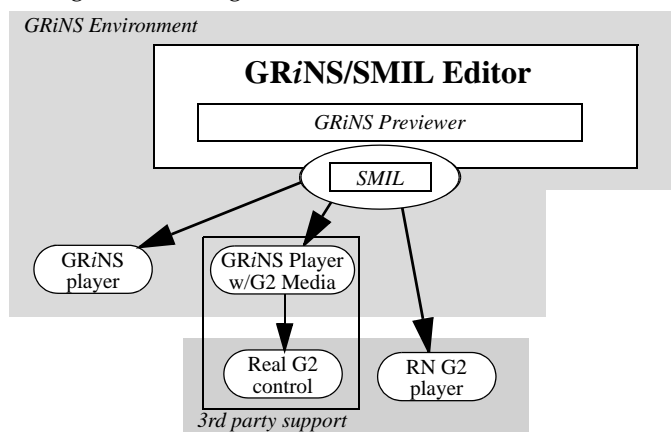 GRiNS Environment
GRiNS/SMIL Editor
GRiNS Previewer
SMIL
GRiNS
player
GRiNS Player
w/G2 Media
Real G2
control
RN G2
player
3rd party support